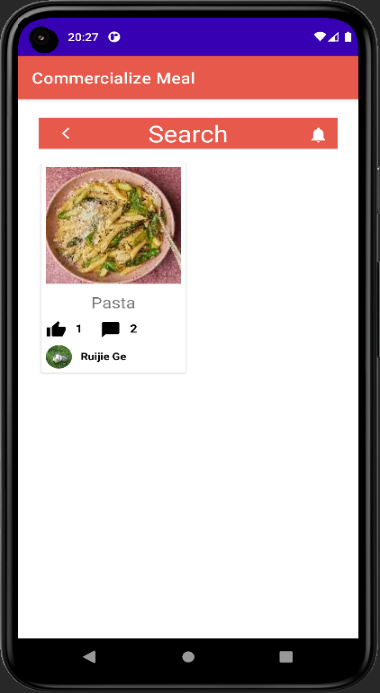 20:27
Commercialize Meal
Search
Pasta
1 2
Ruijie Ge